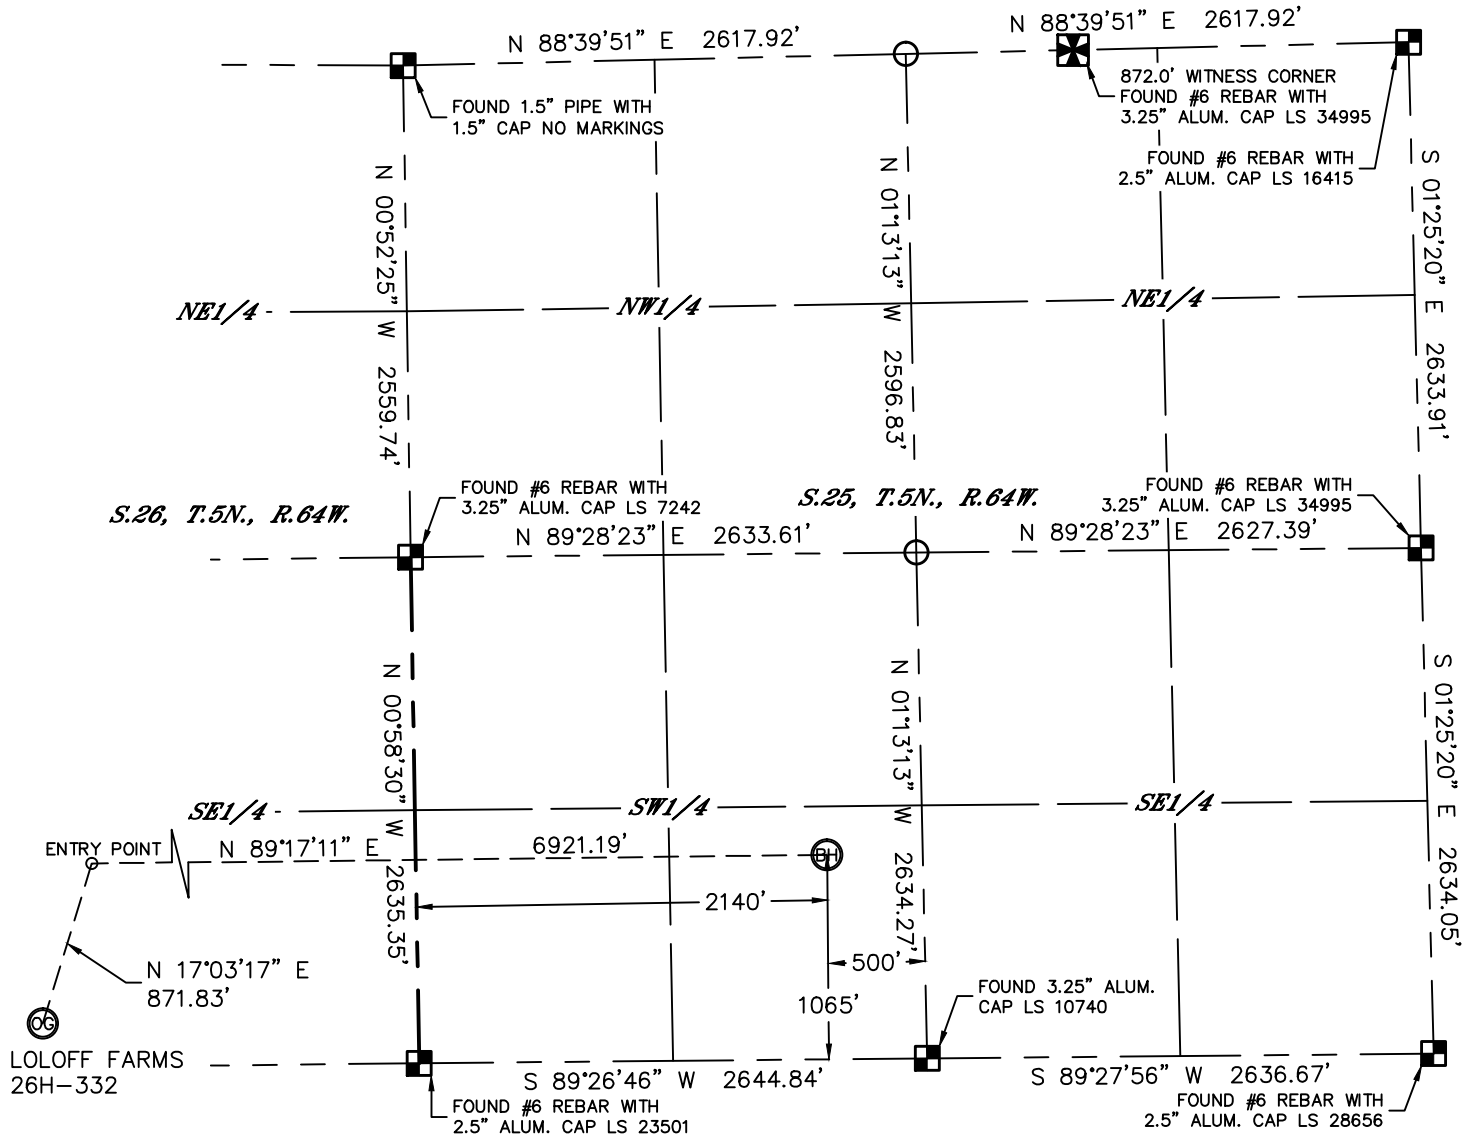 N 88°39'51" E 2617.92'
N 88°39'51" E 2617.92'
872.0' WITNESS CORNER
FOUND #6 REBAR WITH
3.25" ALUM. CAP LS 34995
FOUND 1.5" PIPE WITH
1.5" CAP NO MARKINGS
FOUND #6 REBAR WITH
2.5" ALUM. CAP LS 16415
N 00°52'25" W 2559.74'
N 01°13'13" W 2596.83'
S 01°25'20" E 2633.91'
NE1/4
NW1/4
NE1/4
FOUND #6 REBAR WITH
3.25" ALUM. CAP LS 7242
FOUND #6 REBAR WITH
3.25" ALUM. CAP LS 34995
S.26, T.5N., R.64W.
S.25, T.5N., R.64W.
N 89°28'23" E 2633.61'
N 89°28'23" E 2627.39'
N 00°58'30" W 2635.35'
N 01°13'13" W 2634.27'
S 01°25'20" E 2634.05'
SE1/4
SW1/4
SE1/4
ENTRY POINT
N 89°17'11" E 6921.19'
BH
2140'
500'
1065'
N 17°03'17" E
871.83'
FOUND 3.25" ALUM.
CAP LS 10740
OG
LOLOFF FARMS
26H-332
S 89°26'46" W 2644.84'
S 89°27'56" W 2636.67'
FOUND #6 REBAR WITH
2.5" ALUM. CAP LS 23501
FOUND #6 REBAR WITH
2.5" ALUM. CAP LS 28656